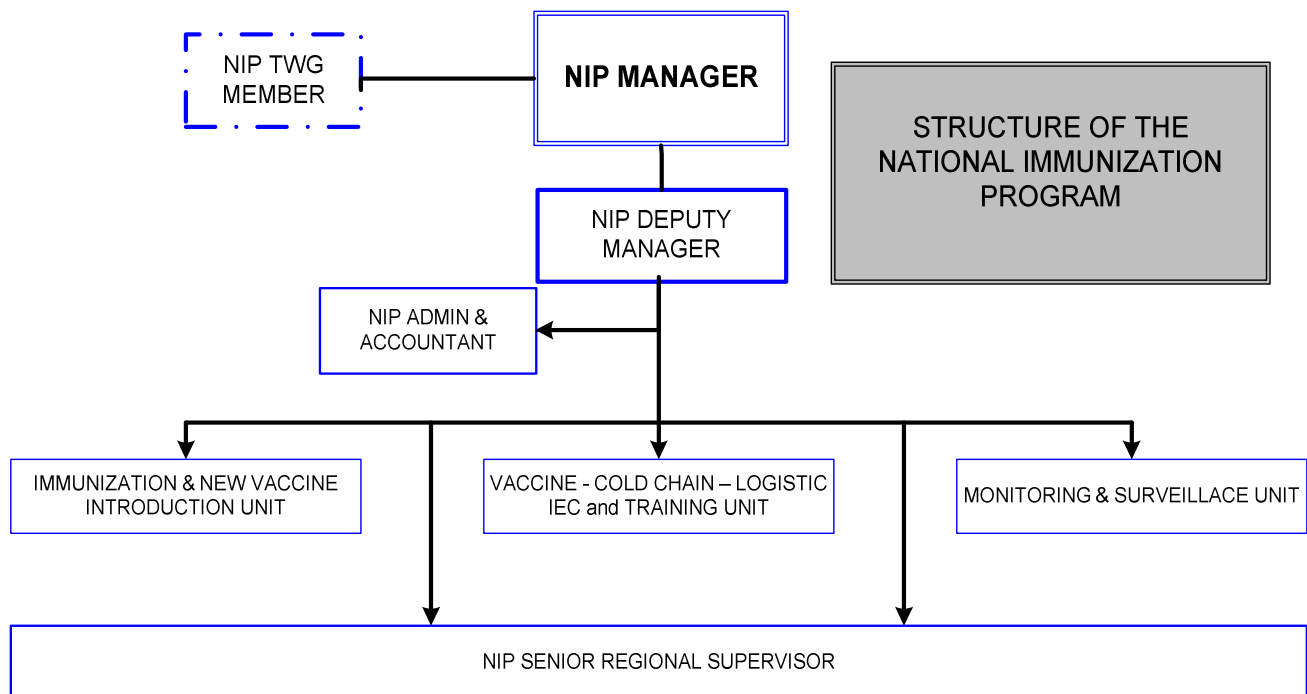 NIP TWG
MEMBER
NIP MANAGER
STRUCTURE OF THE
NATIONAL IMMUNIZATION
PROGRAM
NIP DEPUTY
MANAGER
NIP ADMIN &
ACCOUNTANT
IMMUNIZATION & NEW VACCINE
INTRODUCTION UNIT
VACCINE - COLD CHAIN – LOGISTIC
IEC and TRAINING UNIT
MONITORING & SURVEILLACE UNIT
NIP SENIOR REGIONAL SUPERVISOR